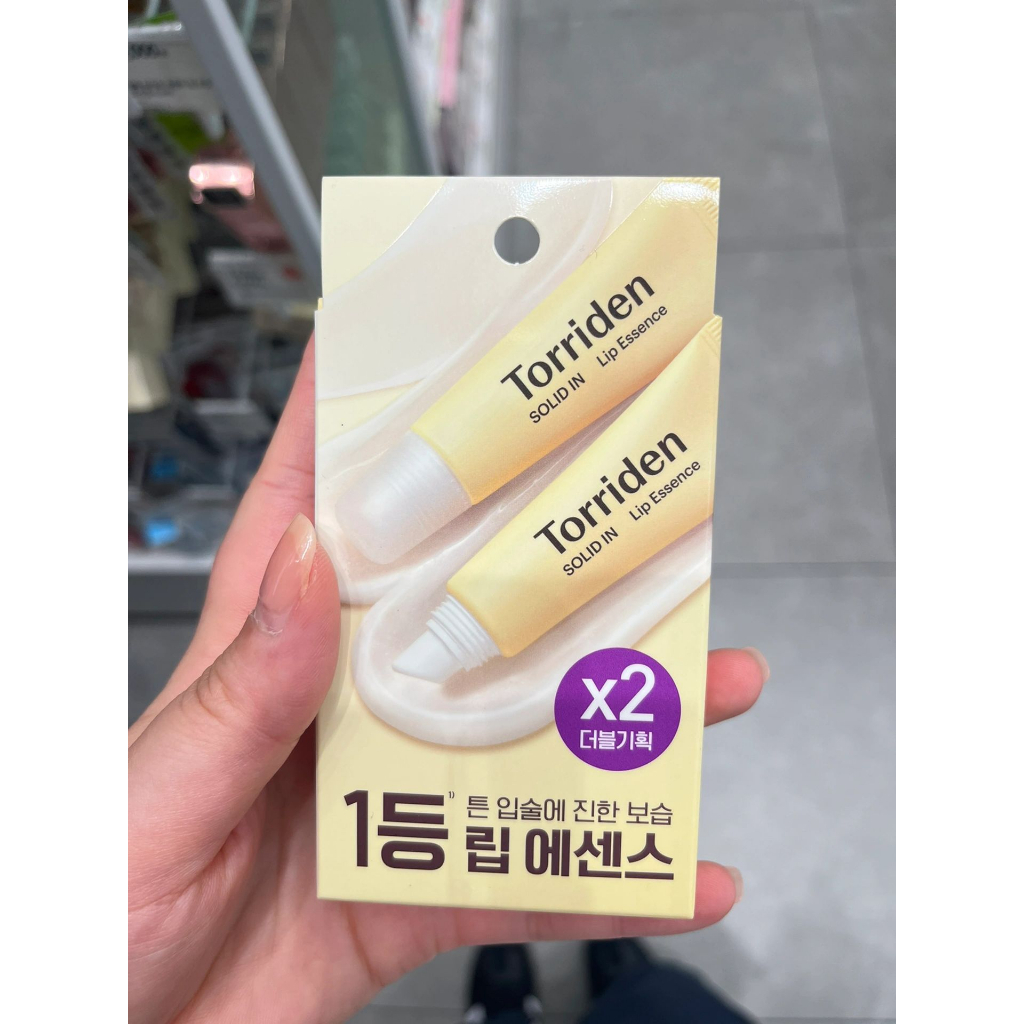 Torriden
SOLID IN Lip Essence
Torriden
SOLID IN Lip Essence
x2
더블기획
1등¹⁾
튼 입술에 진한 보습
립 에센스